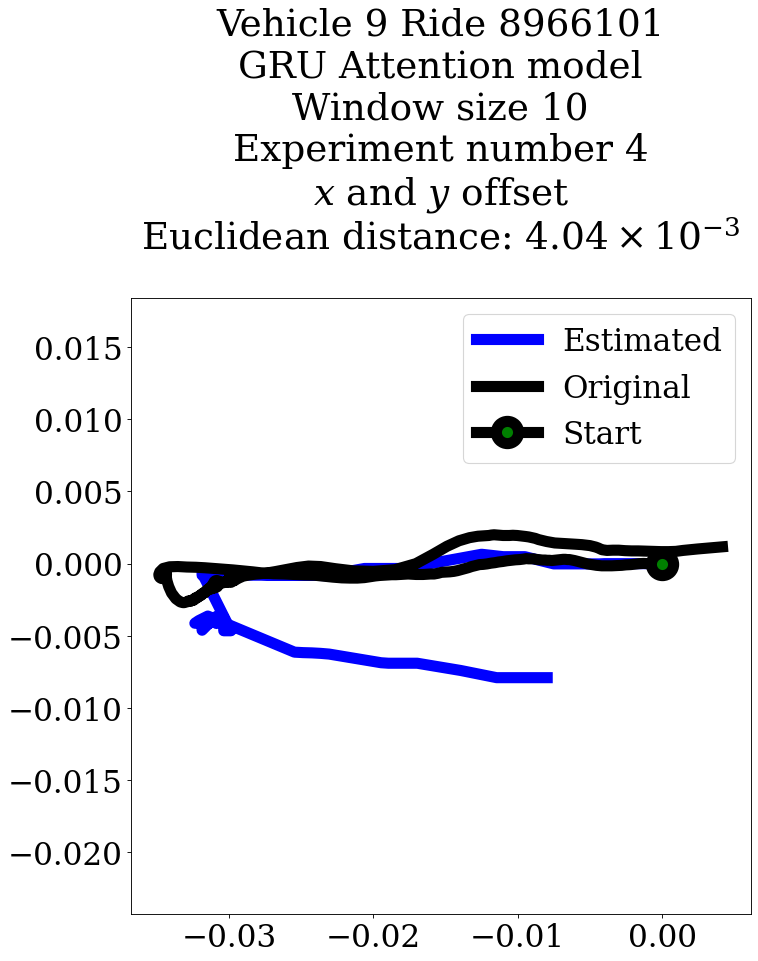 Vehicle 9 Ride 8966101
GRU Attention model
Window size 10
Experiment number 4
x and y offset
Euclidean distance: 4.04 × 10⁻³
Estimated
Original
Start
0.015
0.010
0.005
0.000
−0.005
−0.010
−0.015
−0.020
−0.03 −0.02 −0.01 0.00